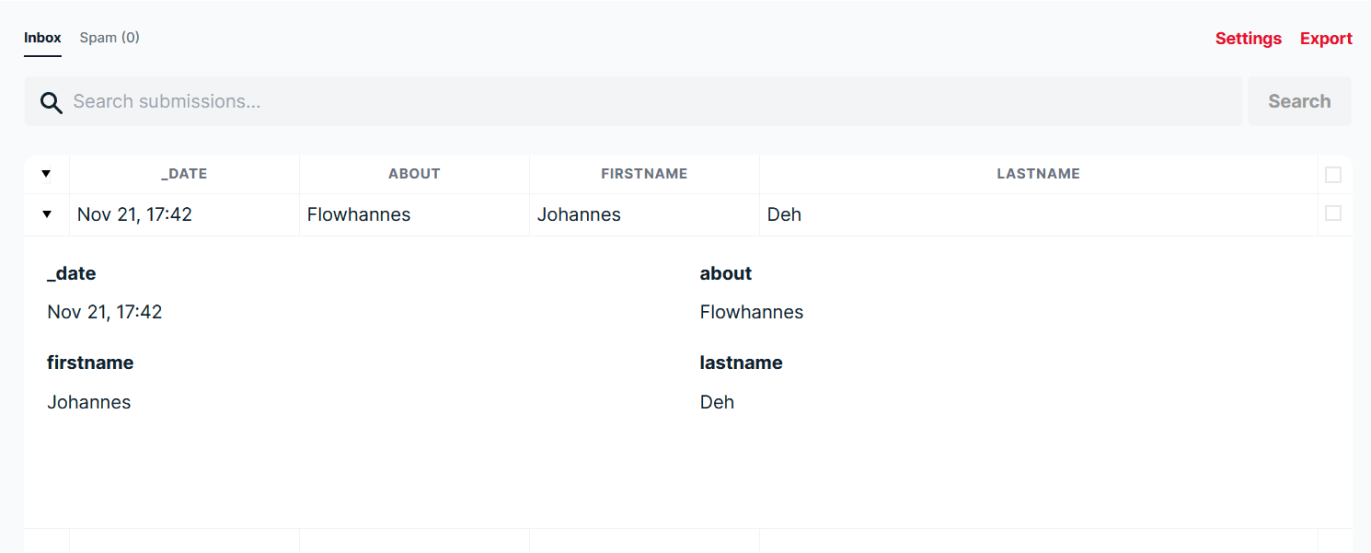 Inbox Spam (0) Settings Export
Search submissions... Search
_DATE ABOUT FIRSTNAME LASTNAME
Nov 21, 17:42 Flowhannes Johannes Deh
_date about
Nov 21, 17:42 Flowhannes
firstname lastname
Johannes Deh